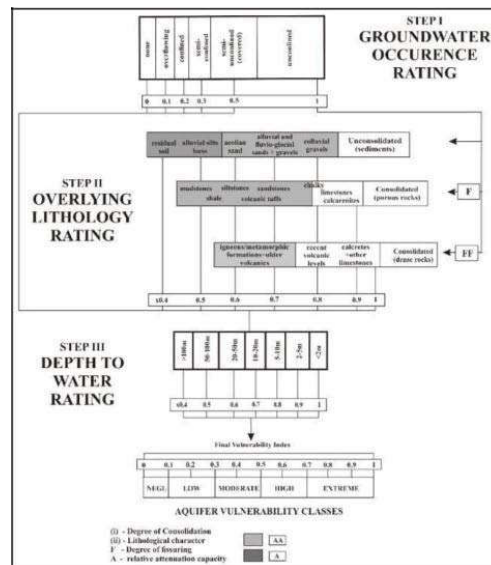 STEP I
GROUNDWATER
OCCURENCE
RATING
none
overflowing
confined
semi-confined
semi-unconfined (covered)
unconfined
0 0.1 0.2 0.3 0.5 1
STEP II
OVERLYING
LITHOLOGY
RATING
residual soil
alluvial silts
loess
aeolian sand
alluvial and fluvio-glacial sands + gravels
colluvial gravels
Unconsolidated (sediments)
mudstones
shale
siltstones
sandstones
volcanic tuffs
chalky
limestones
calcarenites
Consolidated (porous rocks)
F
igneous/metamorphic formations+older volcanics
recent volcanic levels
calcretes +other limestones
Consolidated (dense rocks)
FF
0.5 0.6 0.7 0.8 0.9 1
STEP III
DEPTH TO
WATER
RATING
>100m
50-100m
20-50m
10-20m
5-10m
2-5m
<2m
0.5 0.6 0.7 0.8 0.9 1
Final Vulnerability Index
0 0.1 0.2 0.3 0.4 0.5 0.6 0.7 0.8 0.9 1
NEGL LOW MODERATE HIGH EXTREME
AQUIFER VULNERABILITY CLASSES
(i) - Degree of Consolidation
(ii) - Lithological character
F - Degree of fissuring
A - relative attenuation capacity
AA
A